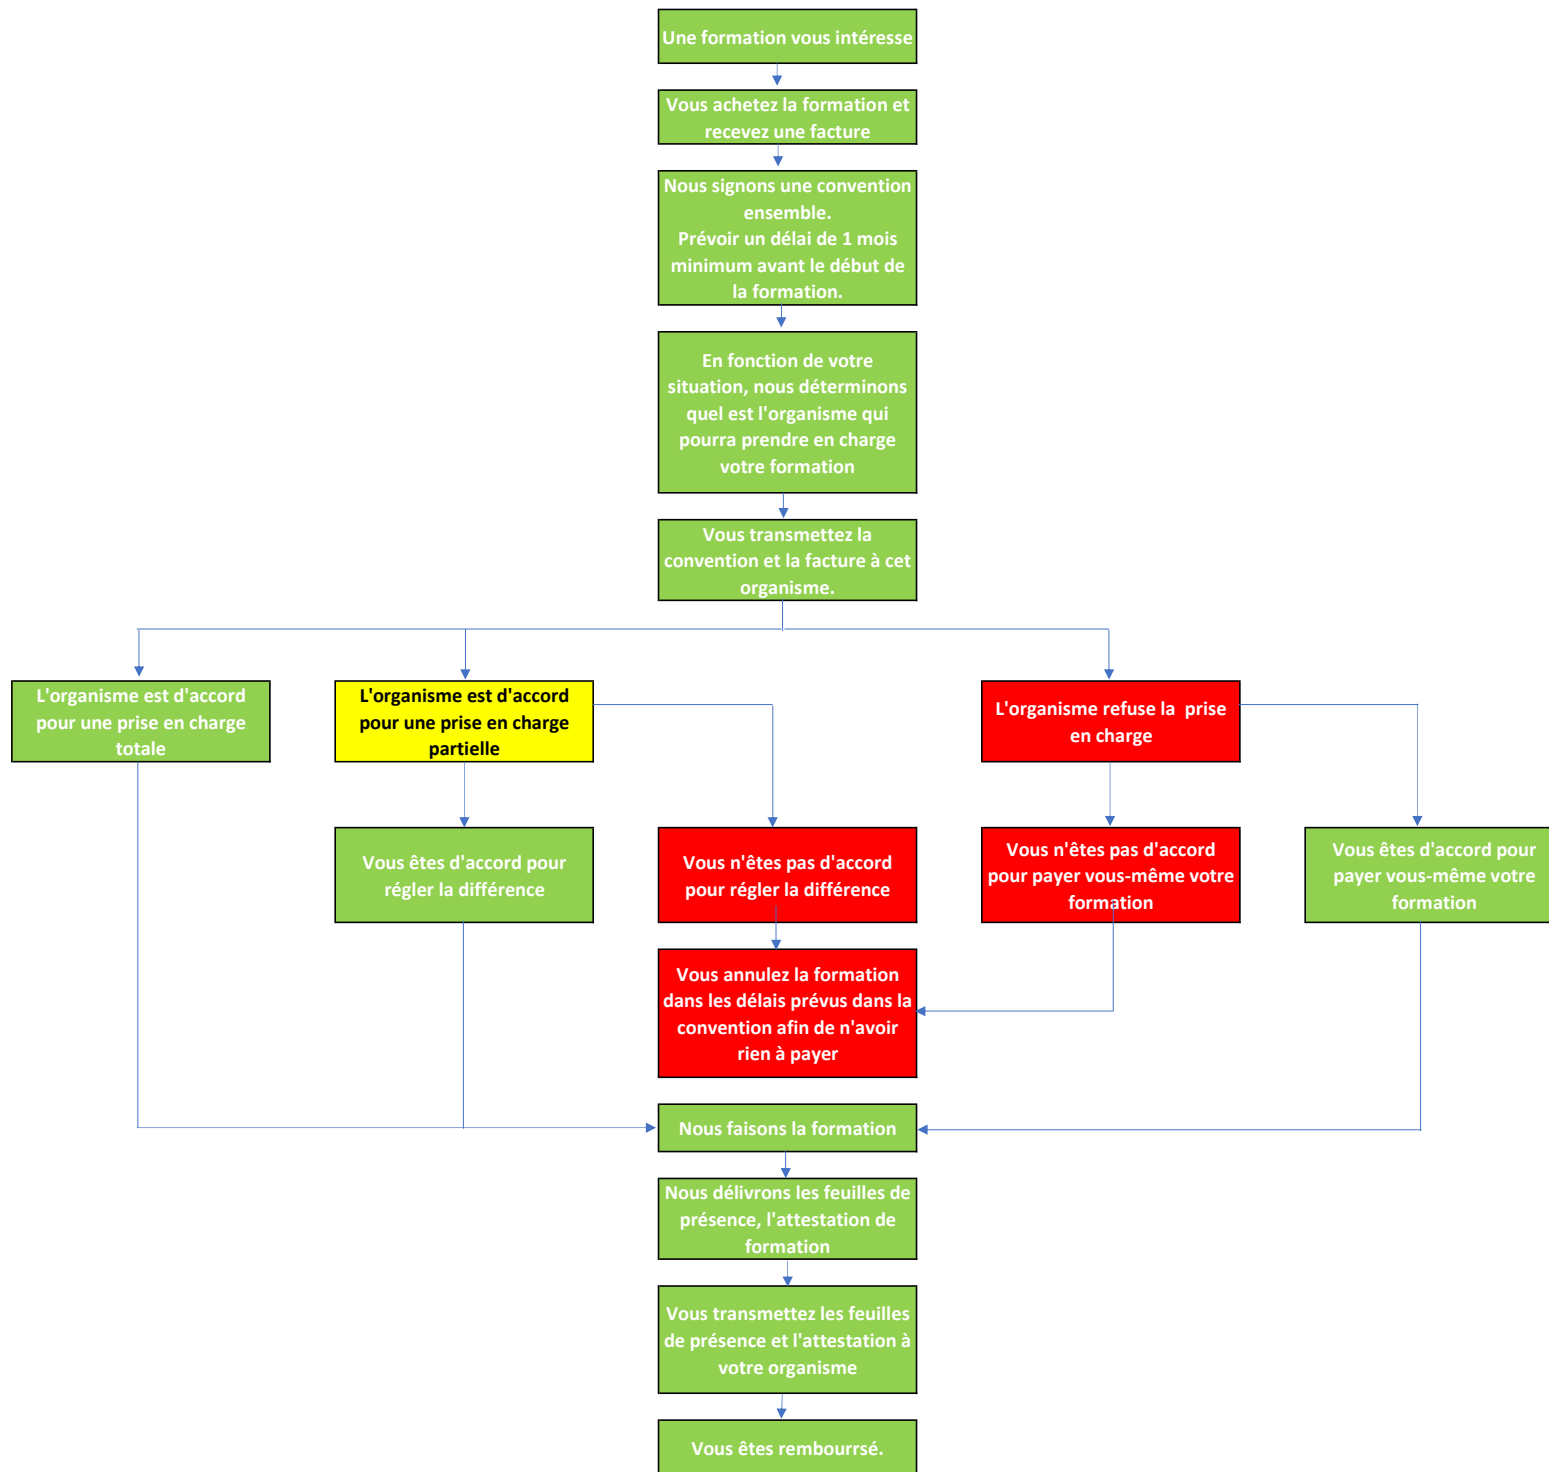 Une formation vous intéresse
Vous achetez la formation et
recevez une facture
Nous signons une convention
ensemble.
Prévoir un délai de 1 mois
minimum avant le début de
la formation.
En fonction de votre
situation, nous déterminons
quel est l'organisme qui
pourra prendre en charge
votre formation
Vous transmettez la
convention et la facture à cet
organisme.
L'organisme est d'accord
pour une prise en charge
totale
L'organisme est d'accord
pour une prise en charge
partielle
L'organisme refuse la  prise
en charge
Vous êtes d'accord pour
régler la différence
Vous n'êtes pas d'accord
pour régler la différence
Vous n'êtes pas d'accord
pour payer vous-même votre
formation
Vous êtes d'accord pour
payer vous-même votre
formation
Vous annulez la formation
dans les délais prévus dans la
convention afin de n'avoir
rien à payer
Nous faisons la formation
Nous délivrons les feuilles de
présence, l'attestation de
formation
Vous transmettez les feuilles
de présence et l'attestation à
votre organisme
Vous êtes rembourrsé.